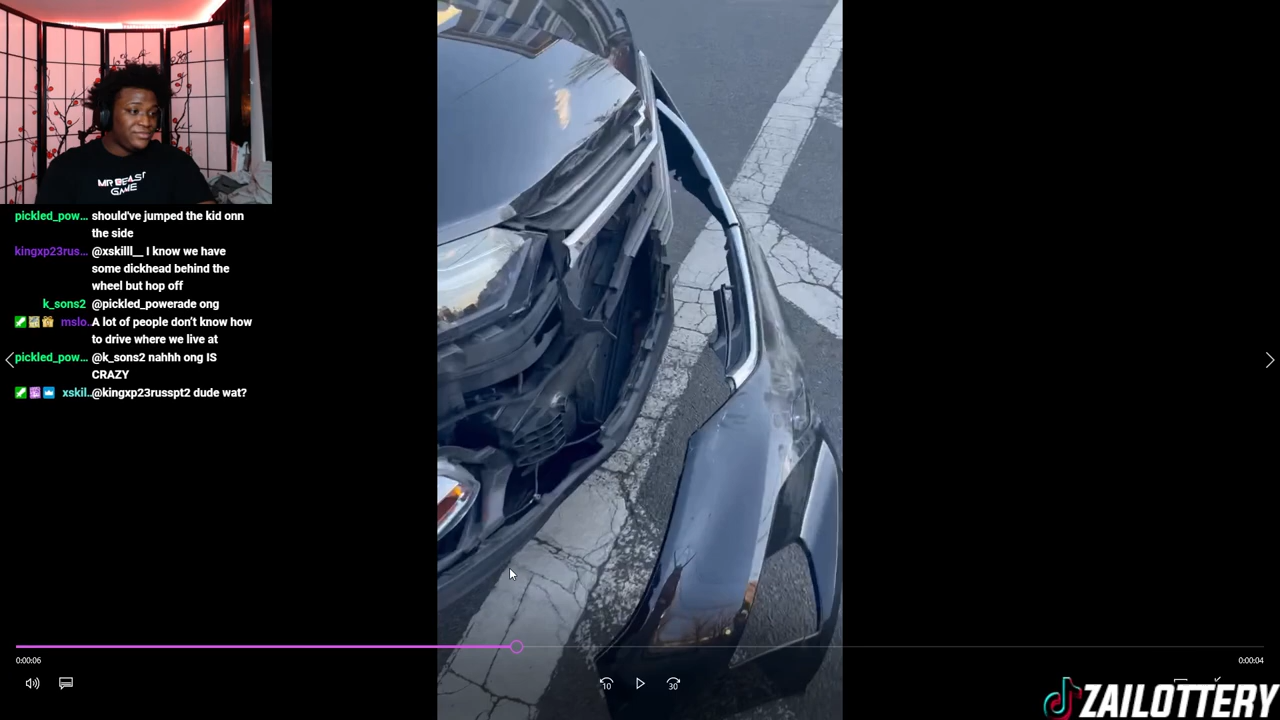 MR BEAST
GAME
pickled_pow... should've jumped the kid onn
the side
kingxp23rus... @xskilll__ I know we have
some dickhead behind the
wheel but hop off
k_sons2 @pickled_powerade ong
mslo.. A lot of people don't know how
to drive where we live at
pickled_pow... @k_sons2 nahhh ong IS
CRAZY
xskil.. @kingxp23russpt2 dude wat?
0:00:06
0:00:04
10
30
ZAILOTTERY